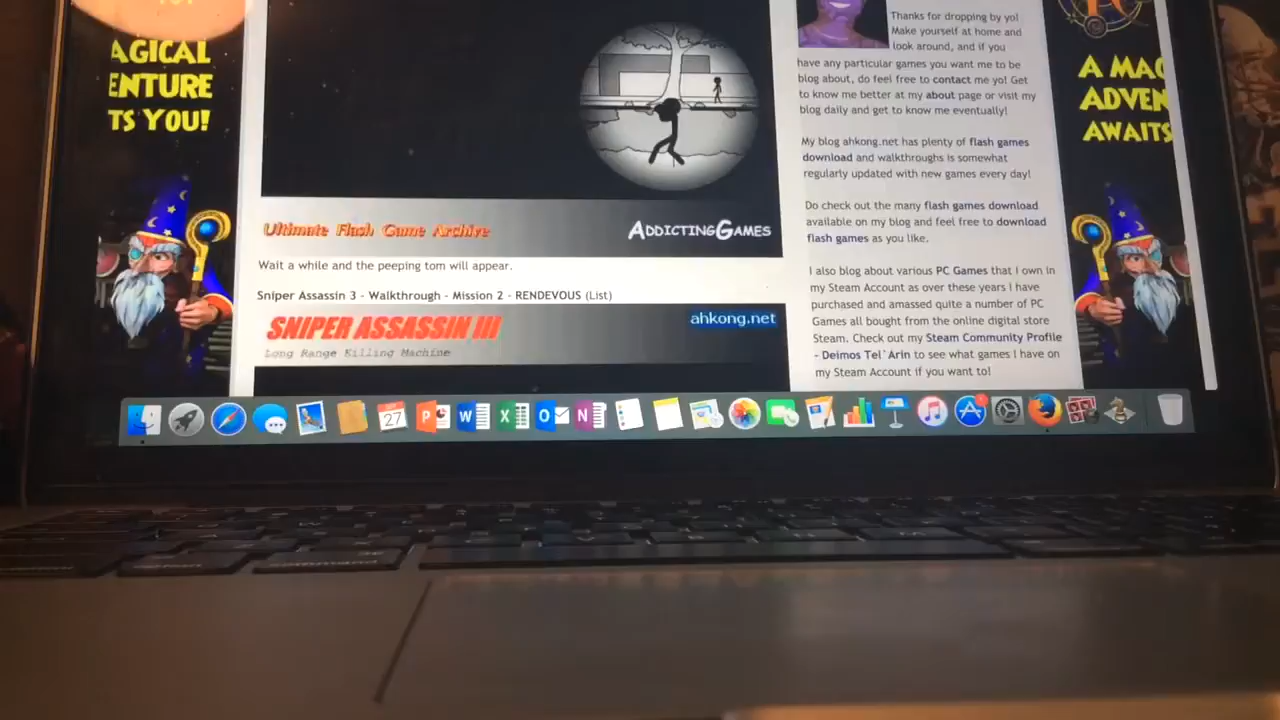 AGICAL
ENTURE
TS YOU!
Ultimate Flash Game Archive
ADDICTINGGAMES
Wait a while and the peeping tom will appear.
Sniper Assassin 3 - Walkthrough - Mission 2 - RENDEVOUS (List)
SNIPER ASSASSIN III
ahkong.net
Long Range Killing Machine
Thanks for dropping by yo!
Make yourself at home and
look around, and if you
have any particular games you want me to be
blog about, do feel free to contact me yo! Get
to know me better at my about page or visit my
blog daily and get to know me eventually!
My blog ahkong.net has plenty of flash games
download and walkthroughs is somewhat
regularly updated with new games every day!
Do check out the many flash games download
available on my blog and feel free to download
flash games as you like.
I also blog about various PC Games that I own in
my Steam Account as over these years I have
purchased and amassed quite a number of PC
Games all bought from the online digital store
Steam. Check out my Steam Community Profile
- Deimos Tel`Arin to see what games I have on
my Steam Account if you want to!
A MAG
ADVEN
AWAITS
27
P
W
X
O
N